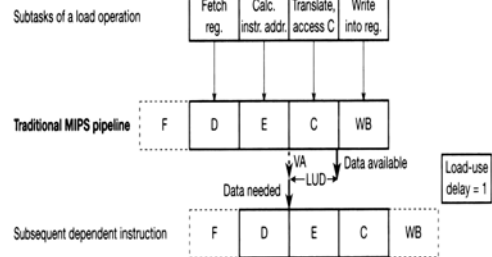 Subtasks of a load operation
Fetch reg.
Calc. instr. addr.
Translate, access C
Write into reg.
Traditional MIPS pipeline
F D E C WB
VA
LUD
Data available
Data needed
Load-use
delay = 1
Subsequent dependent instruction
F D E C WB